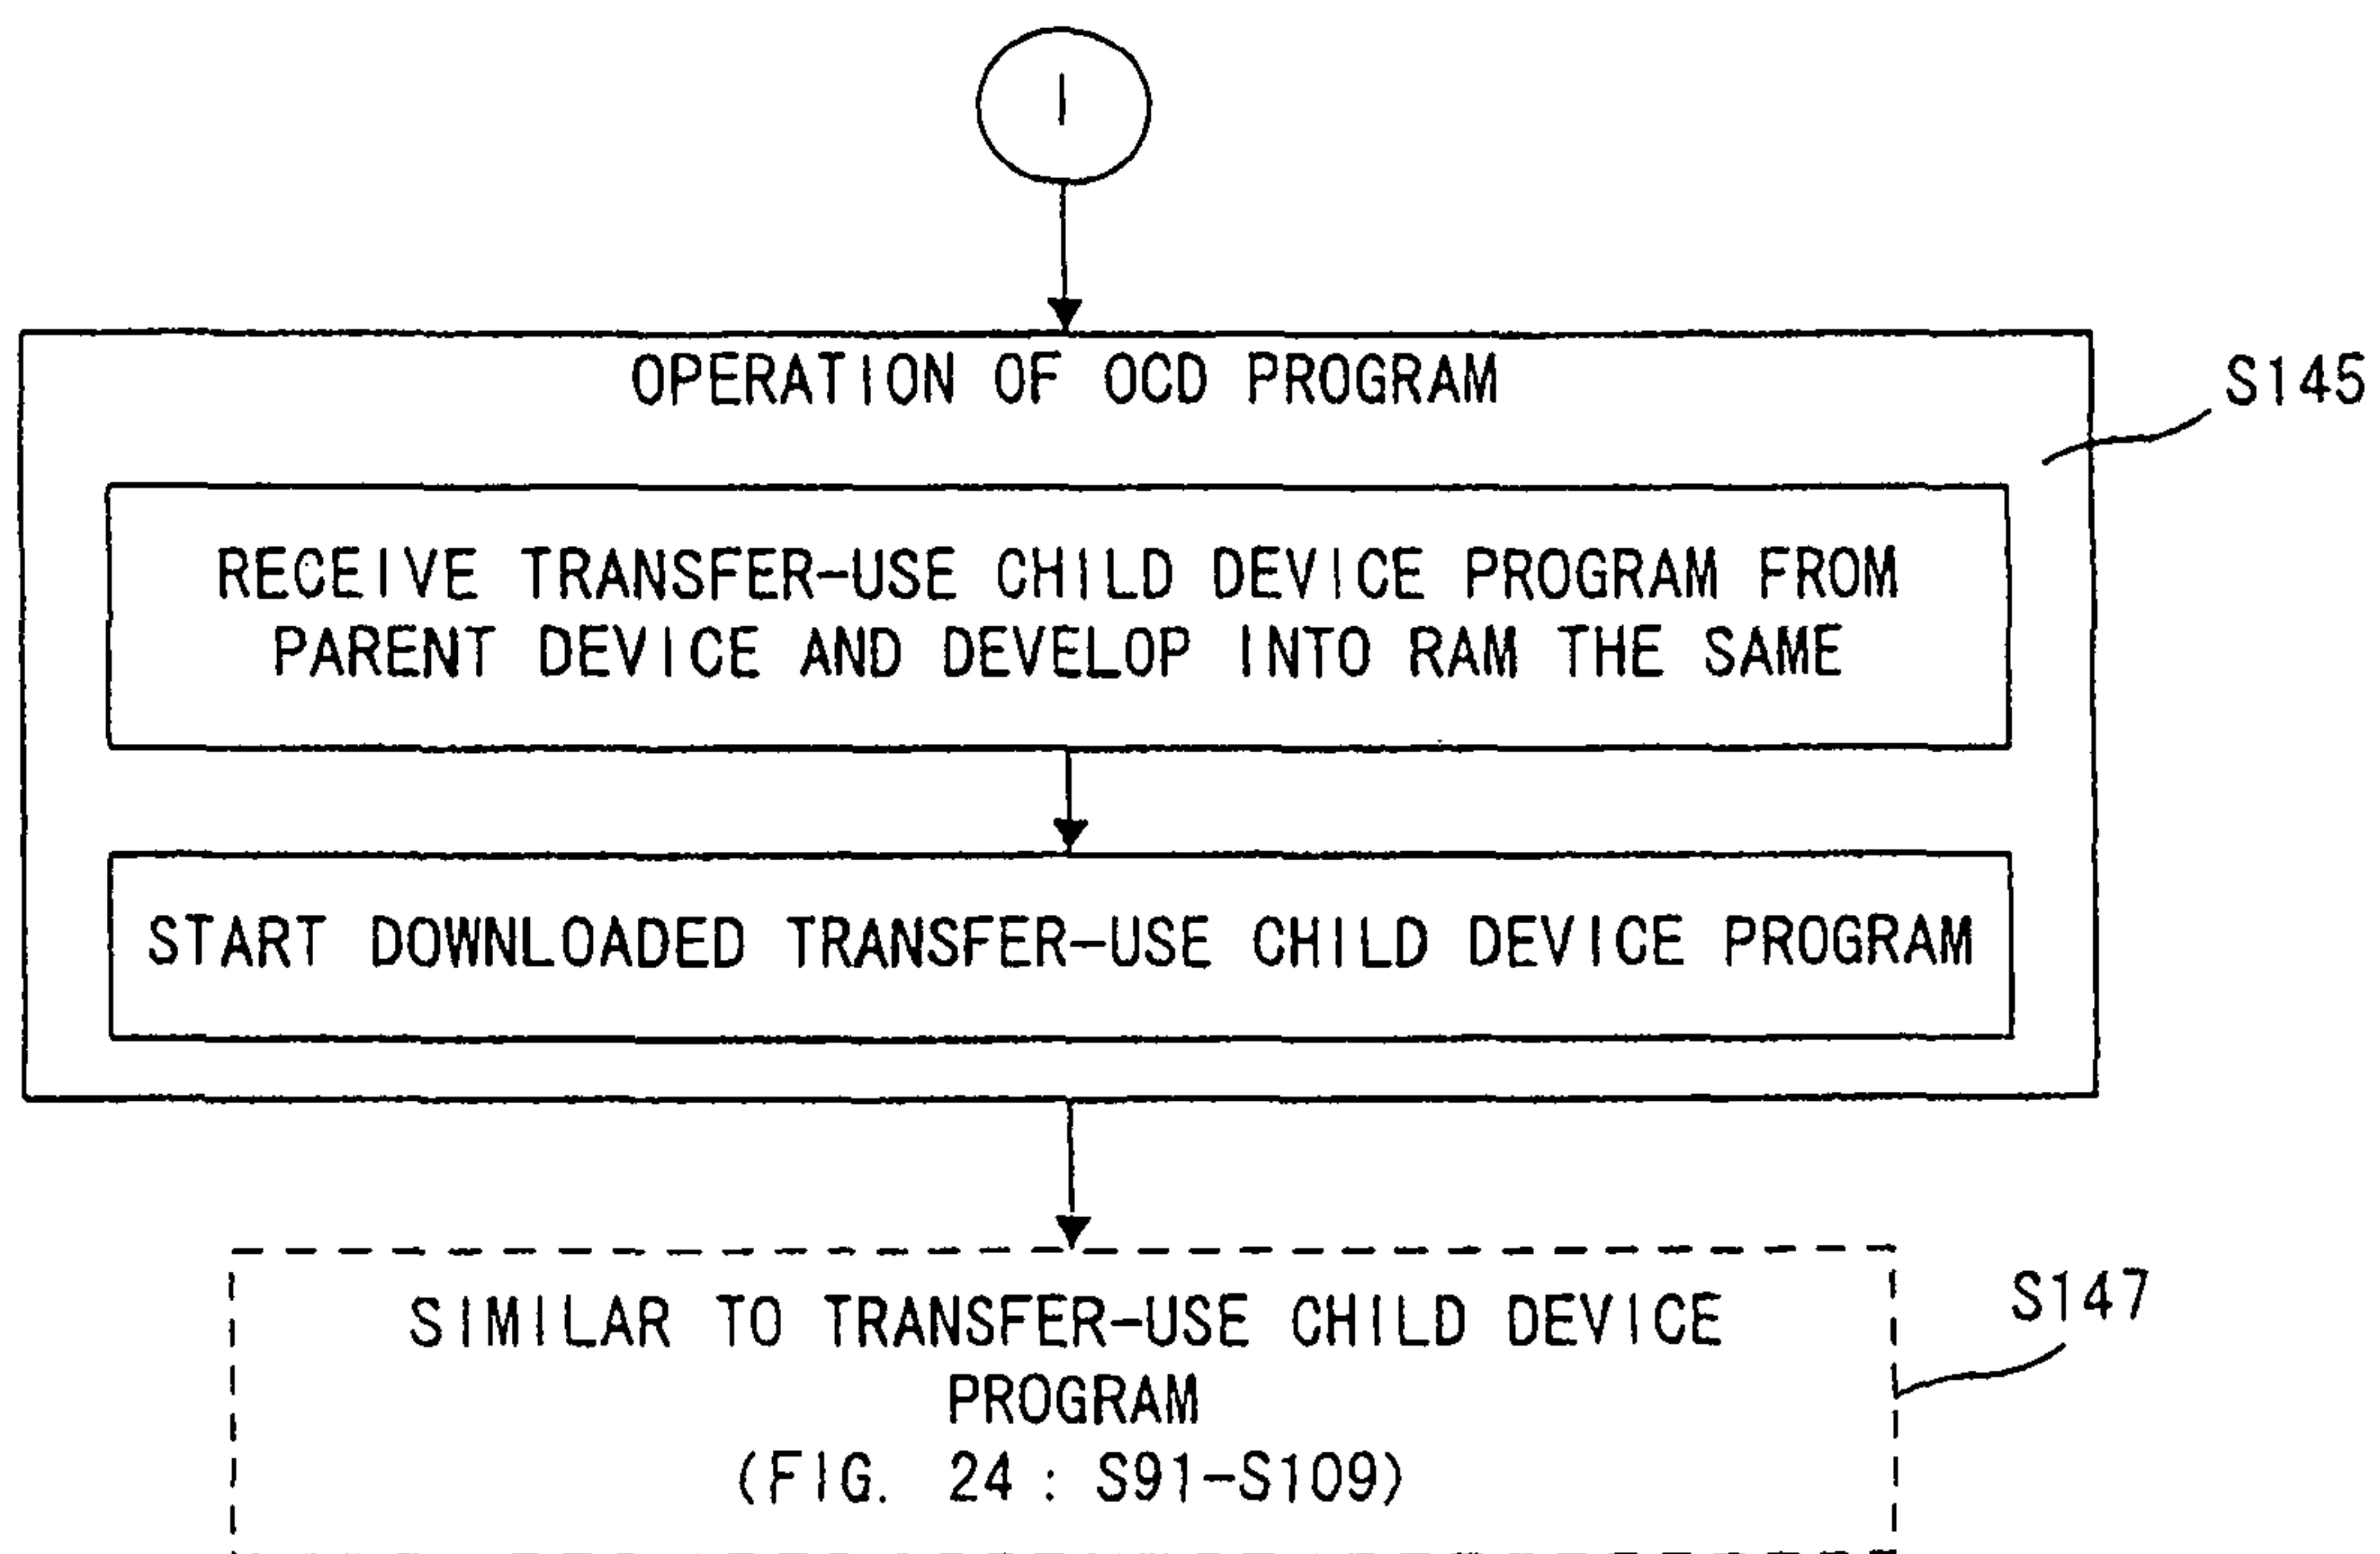 I
OPERATION OF OCD PROGRAM
S145
RECEIVE TRANSFER-USE CHILD DEVICE PROGRAM FROM
PARENT DEVICE AND DEVELOP INTO RAM THE SAME
START DOWNLOADED TRANSFER-USE CHILD DEVICE PROGRAM
SIMILAR TO TRANSFER-USE CHILD DEVICE
S147
PROGRAM
(FIG. 24 : S91-S109)